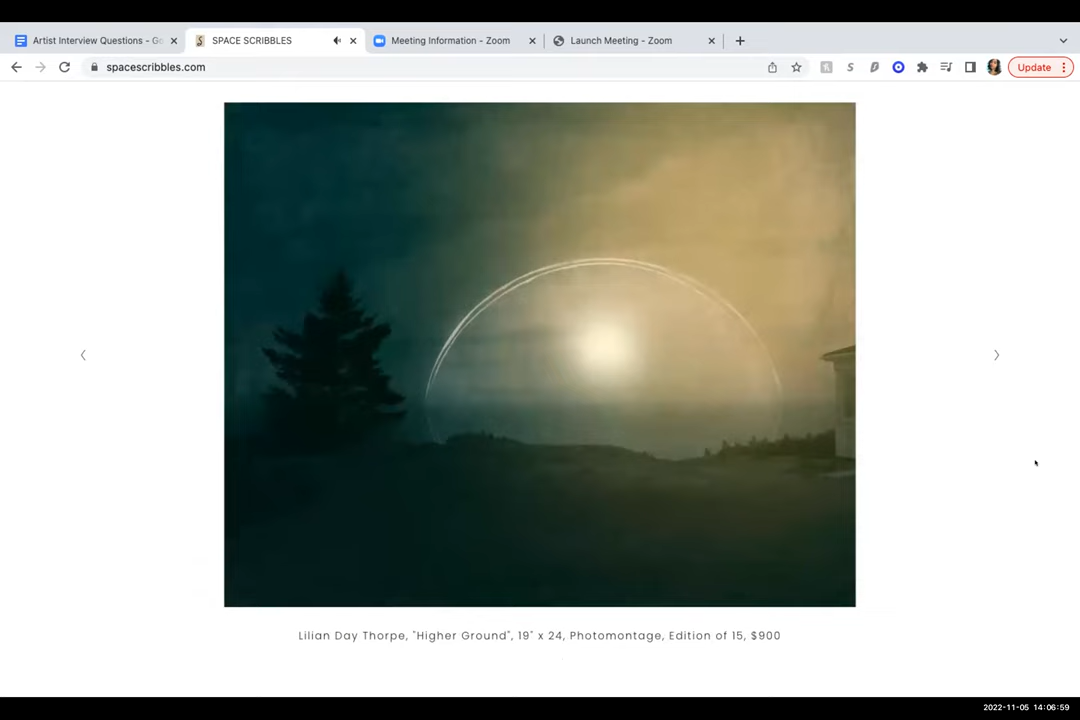 Artist Interview Questions - Go
SPACE SCRIBBLES
Meeting Information - Zoom
Launch Meeting - Zoom
spacescribbles.com
Update
Lilian Day Thorpe, "Higher Ground", 19" x 24, Photomontage, Edition of 15, $900
2022-11-05 14:06:59